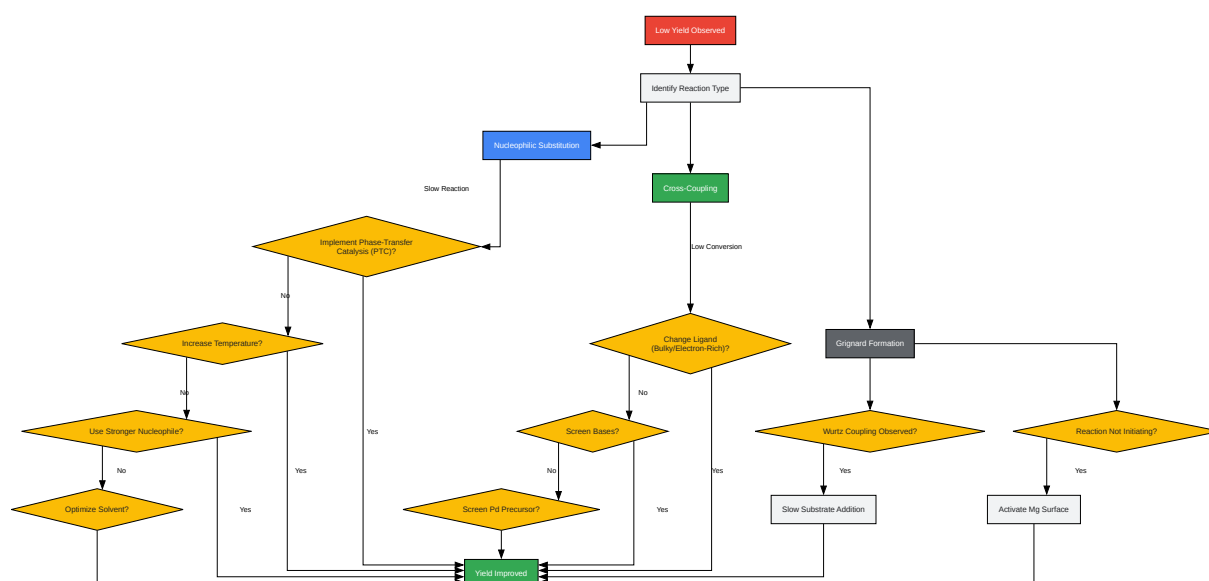 Low Yield Observed
Identify Reaction Type
Nucleophilic Substitution
Cross-Coupling
Slow Reaction
Implement Phase-Transfer
Catalysis (PTC)?
Low Conversion
No
Increase Temperature?
Change Ligand
(Bulky/Electron-Rich)?
Grignard Formation
No
No
Use Stronger Nucleophile?
Yes
Screen Bases?
Wurtz Coupling Observed?
Reaction Not Initiating?
No
Yes
No
Yes
Yes
Yes
Optimize Solvent?
Yes
Screen Pd Precursor?
Yes
Slow Substrate Addition
Activate Mg Surface
Yield Improved